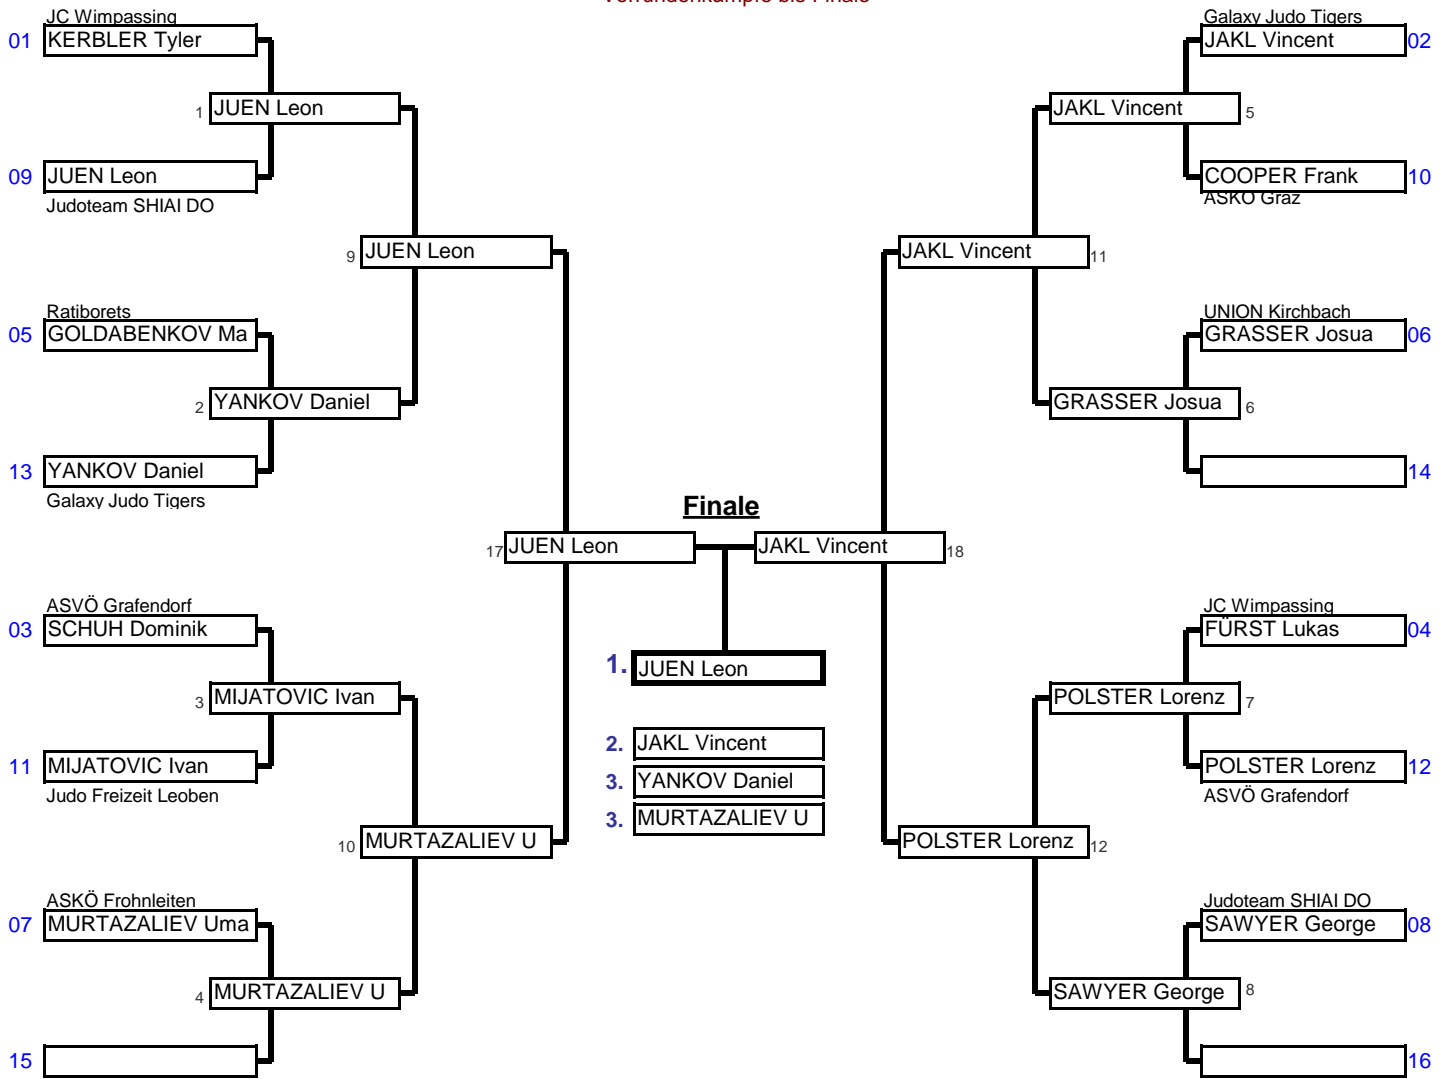 Vorrundenkämpfe bis Finale
JC Wimpassing
01 KERBLER Tyler
1 JUEN Leon
09 JUEN Leon
Judoteam SHIAI DO
9 JUEN Leon
Ratiborets
05 GOLDABENKOV Ma
2 YANKOV Daniel
13 YANKOV Daniel
Galaxy Judo Tigers
17 JUEN Leon
ASVÖ Grafendorf
03 SCHUH Dominik
3 MIJATOVIC Ivan
11 MIJATOVIC Ivan
Judo Freizeit Leoben
10 MURTAZALIEV U
ASKÖ Frohnleiten
07 MURTAZALIEV Uma
4 MURTAZALIEV U
15
Finale
1. JUEN Leon
2. JAKL Vincent
3. YANKOV Daniel
3. MURTAZALIEV U
Galaxy Judo Tigers
JAKL Vincent 02
JAKL Vincent 5
COOPER Frank 10
ASKÖ Graz
JAKL Vincent 11
UNION Kirchbach
GRASSER Josua 06
GRASSER Josua 6
14
JAKL Vincent 18
JC Wimpassing
FÜRST Lukas 04
POLSTER Lorenz 7
POLSTER Lorenz 12
ASVÖ Grafendorf
POLSTER Lorenz 12
Judoteam SHIAI DO
SAWYER George 08
SAWYER George 8
16